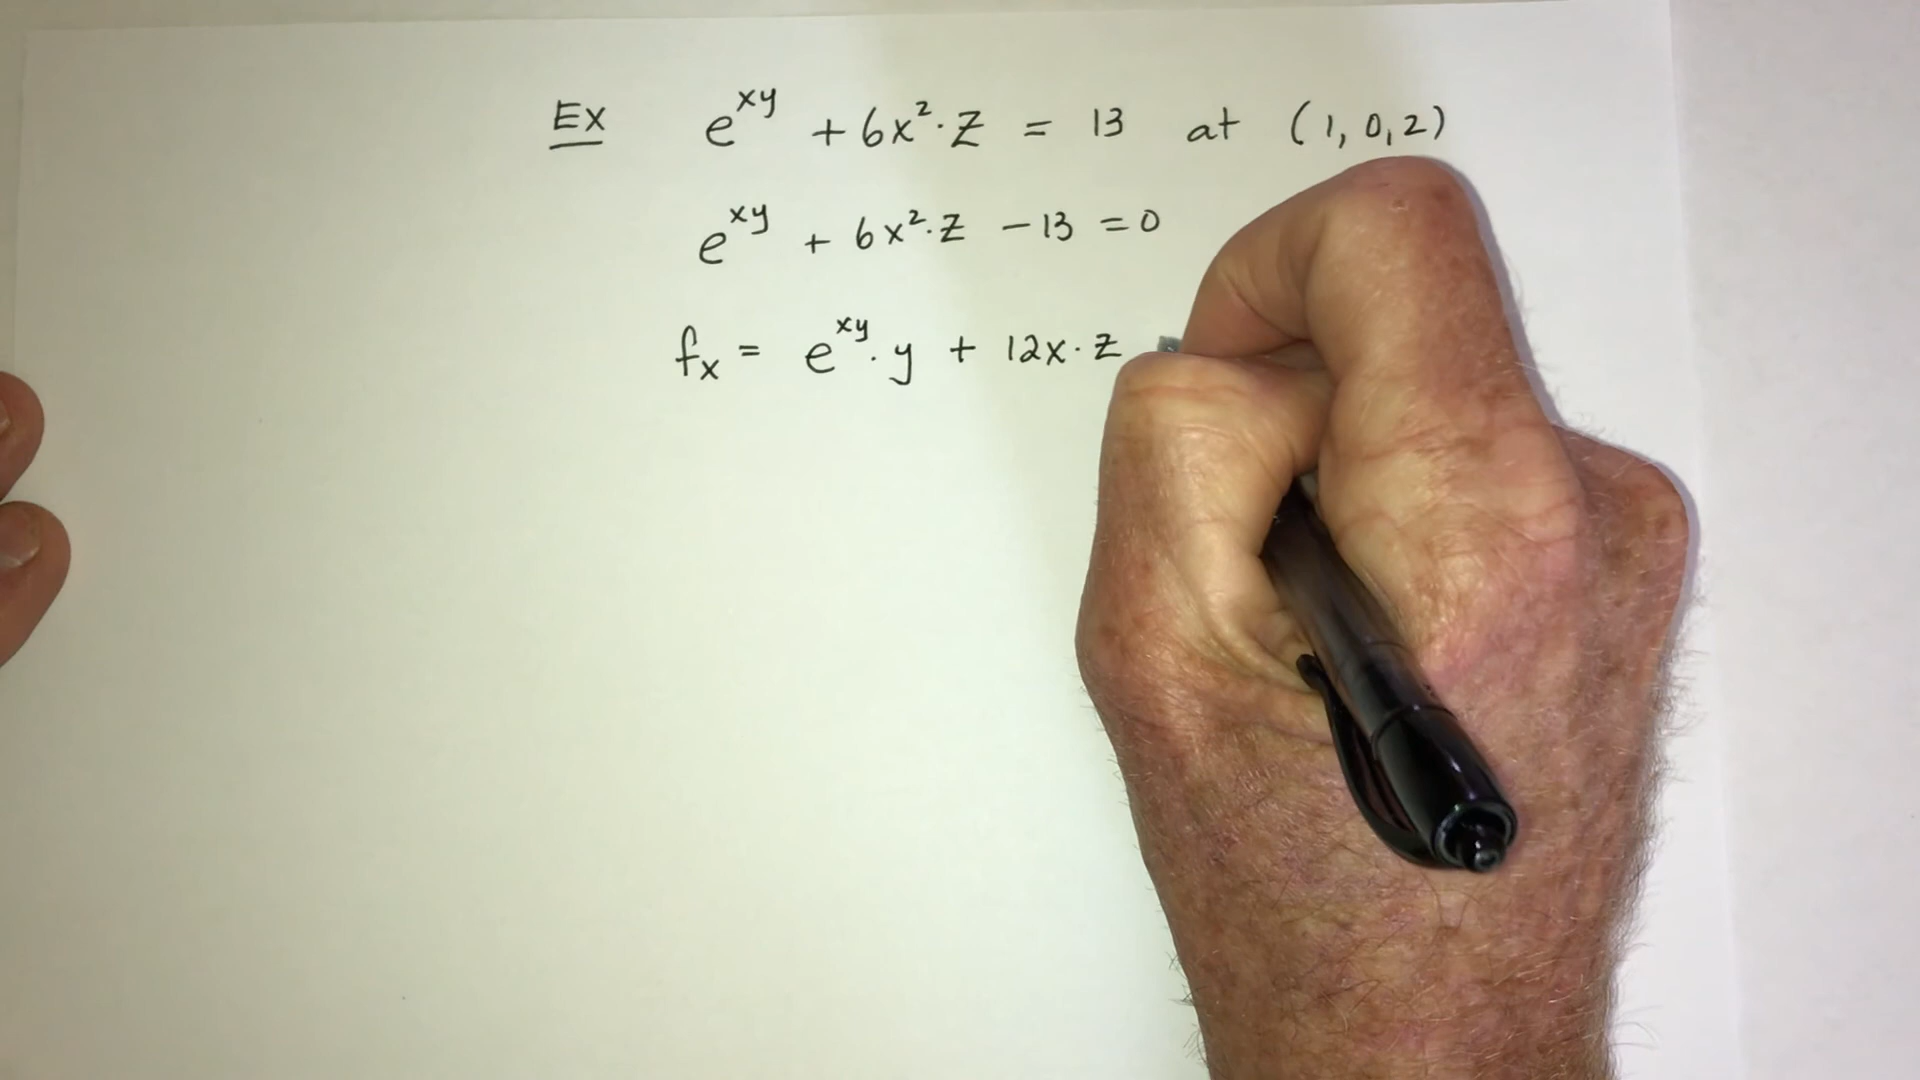 Ex e^xy + 6x²·z = 13 at (1, 0, 2)
e^xy + 6x²·z − 13 = 0
fx = e^xy · y + 12x·z